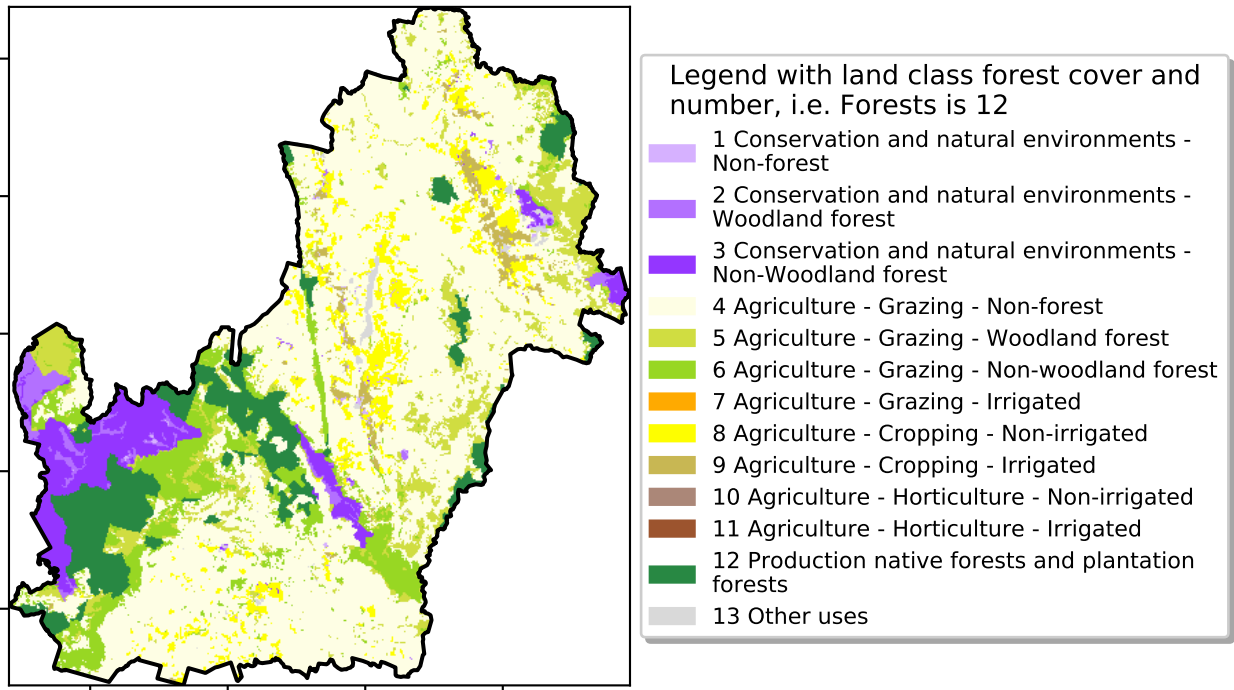 Legend with land class forest cover and
number, i.e. Forests is 12
1 Conservation and natural environments -
Non-forest
2 Conservation and natural environments -
Woodland forest
3 Conservation and natural environments -
Non-Woodland forest
4 Agriculture - Grazing - Non-forest
5 Agriculture - Grazing - Woodland forest
6 Agriculture - Grazing - Non-woodland forest
7 Agriculture - Grazing - Irrigated
8 Agriculture - Cropping - Non-irrigated
9 Agriculture - Cropping - Irrigated
10 Agriculture - Horticulture - Non-irrigated
11 Agriculture - Horticulture - Irrigated
12 Production native forests and plantation
forests
13 Other uses